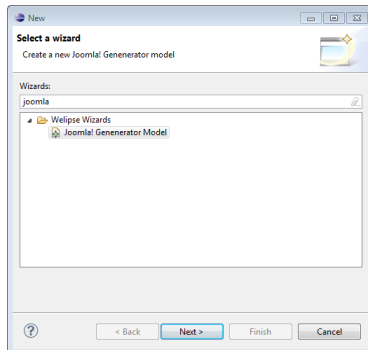 New
Select a wizard
Create a new Joomla! Genenerator model
Wizards:
joomla
Welipse Wizards
Joomla! Genenerator Model
< Back Next > Finish Cancel